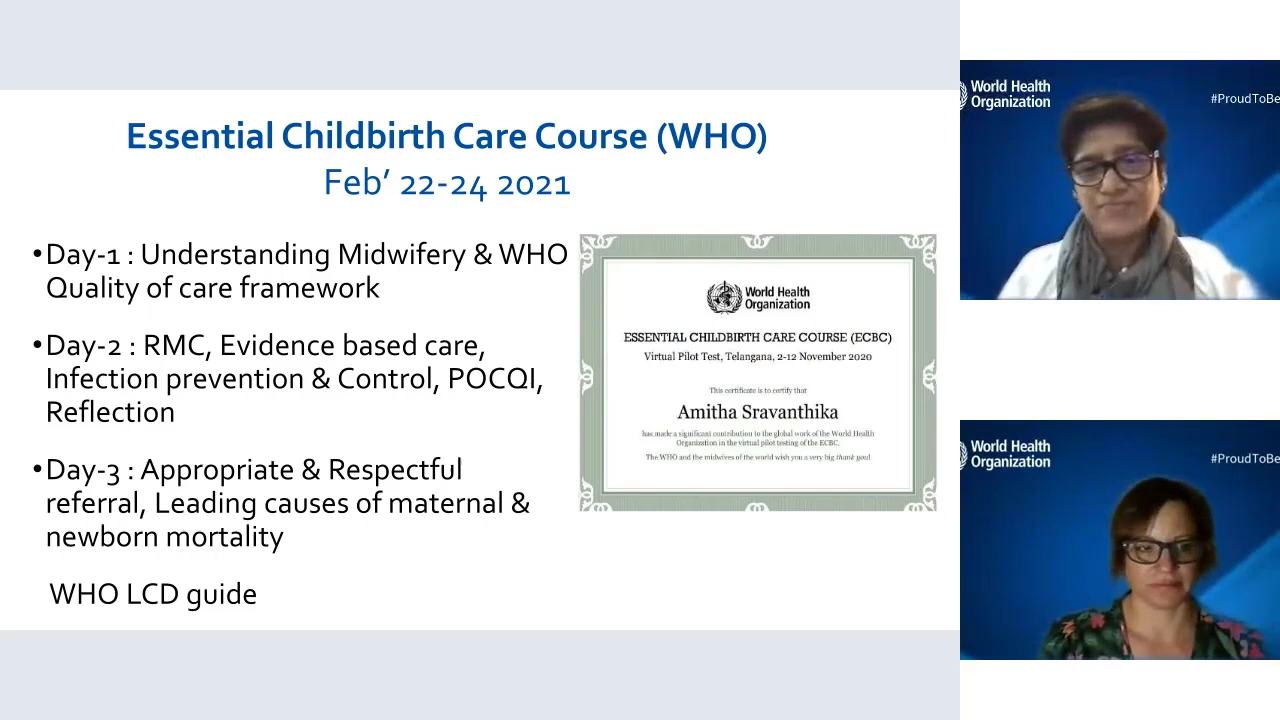 Essential Childbirth Care Course (WHO)
Feb’ 22-24 2021
•Day-1 : Understanding Midwifery & WHO
Quality of care framework
•Day-2 : RMC, Evidence based care,
Infection prevention & Control, POCQI,
Reflection
•Day-3 : Appropriate & Respectful
referral, Leading causes of maternal &
newborn mortality
WHO LCD guide
World Health
Organization
ESSENTIAL CHILDBIRTH CARE COURSE (ECBC)
Virtual Pilot Test, Telangana, 2-12 November 2020
This certificate is to certify that
Amitha Sravanthika
has made a significant contribution to the global work of the World Health
Organization in the virtual pilot testing of the ECBC.
The WHO and the midwives of the world wish you a very big thank you!
World Health
Organization
#ProudToBe
World Health
Organization
#ProudToBe